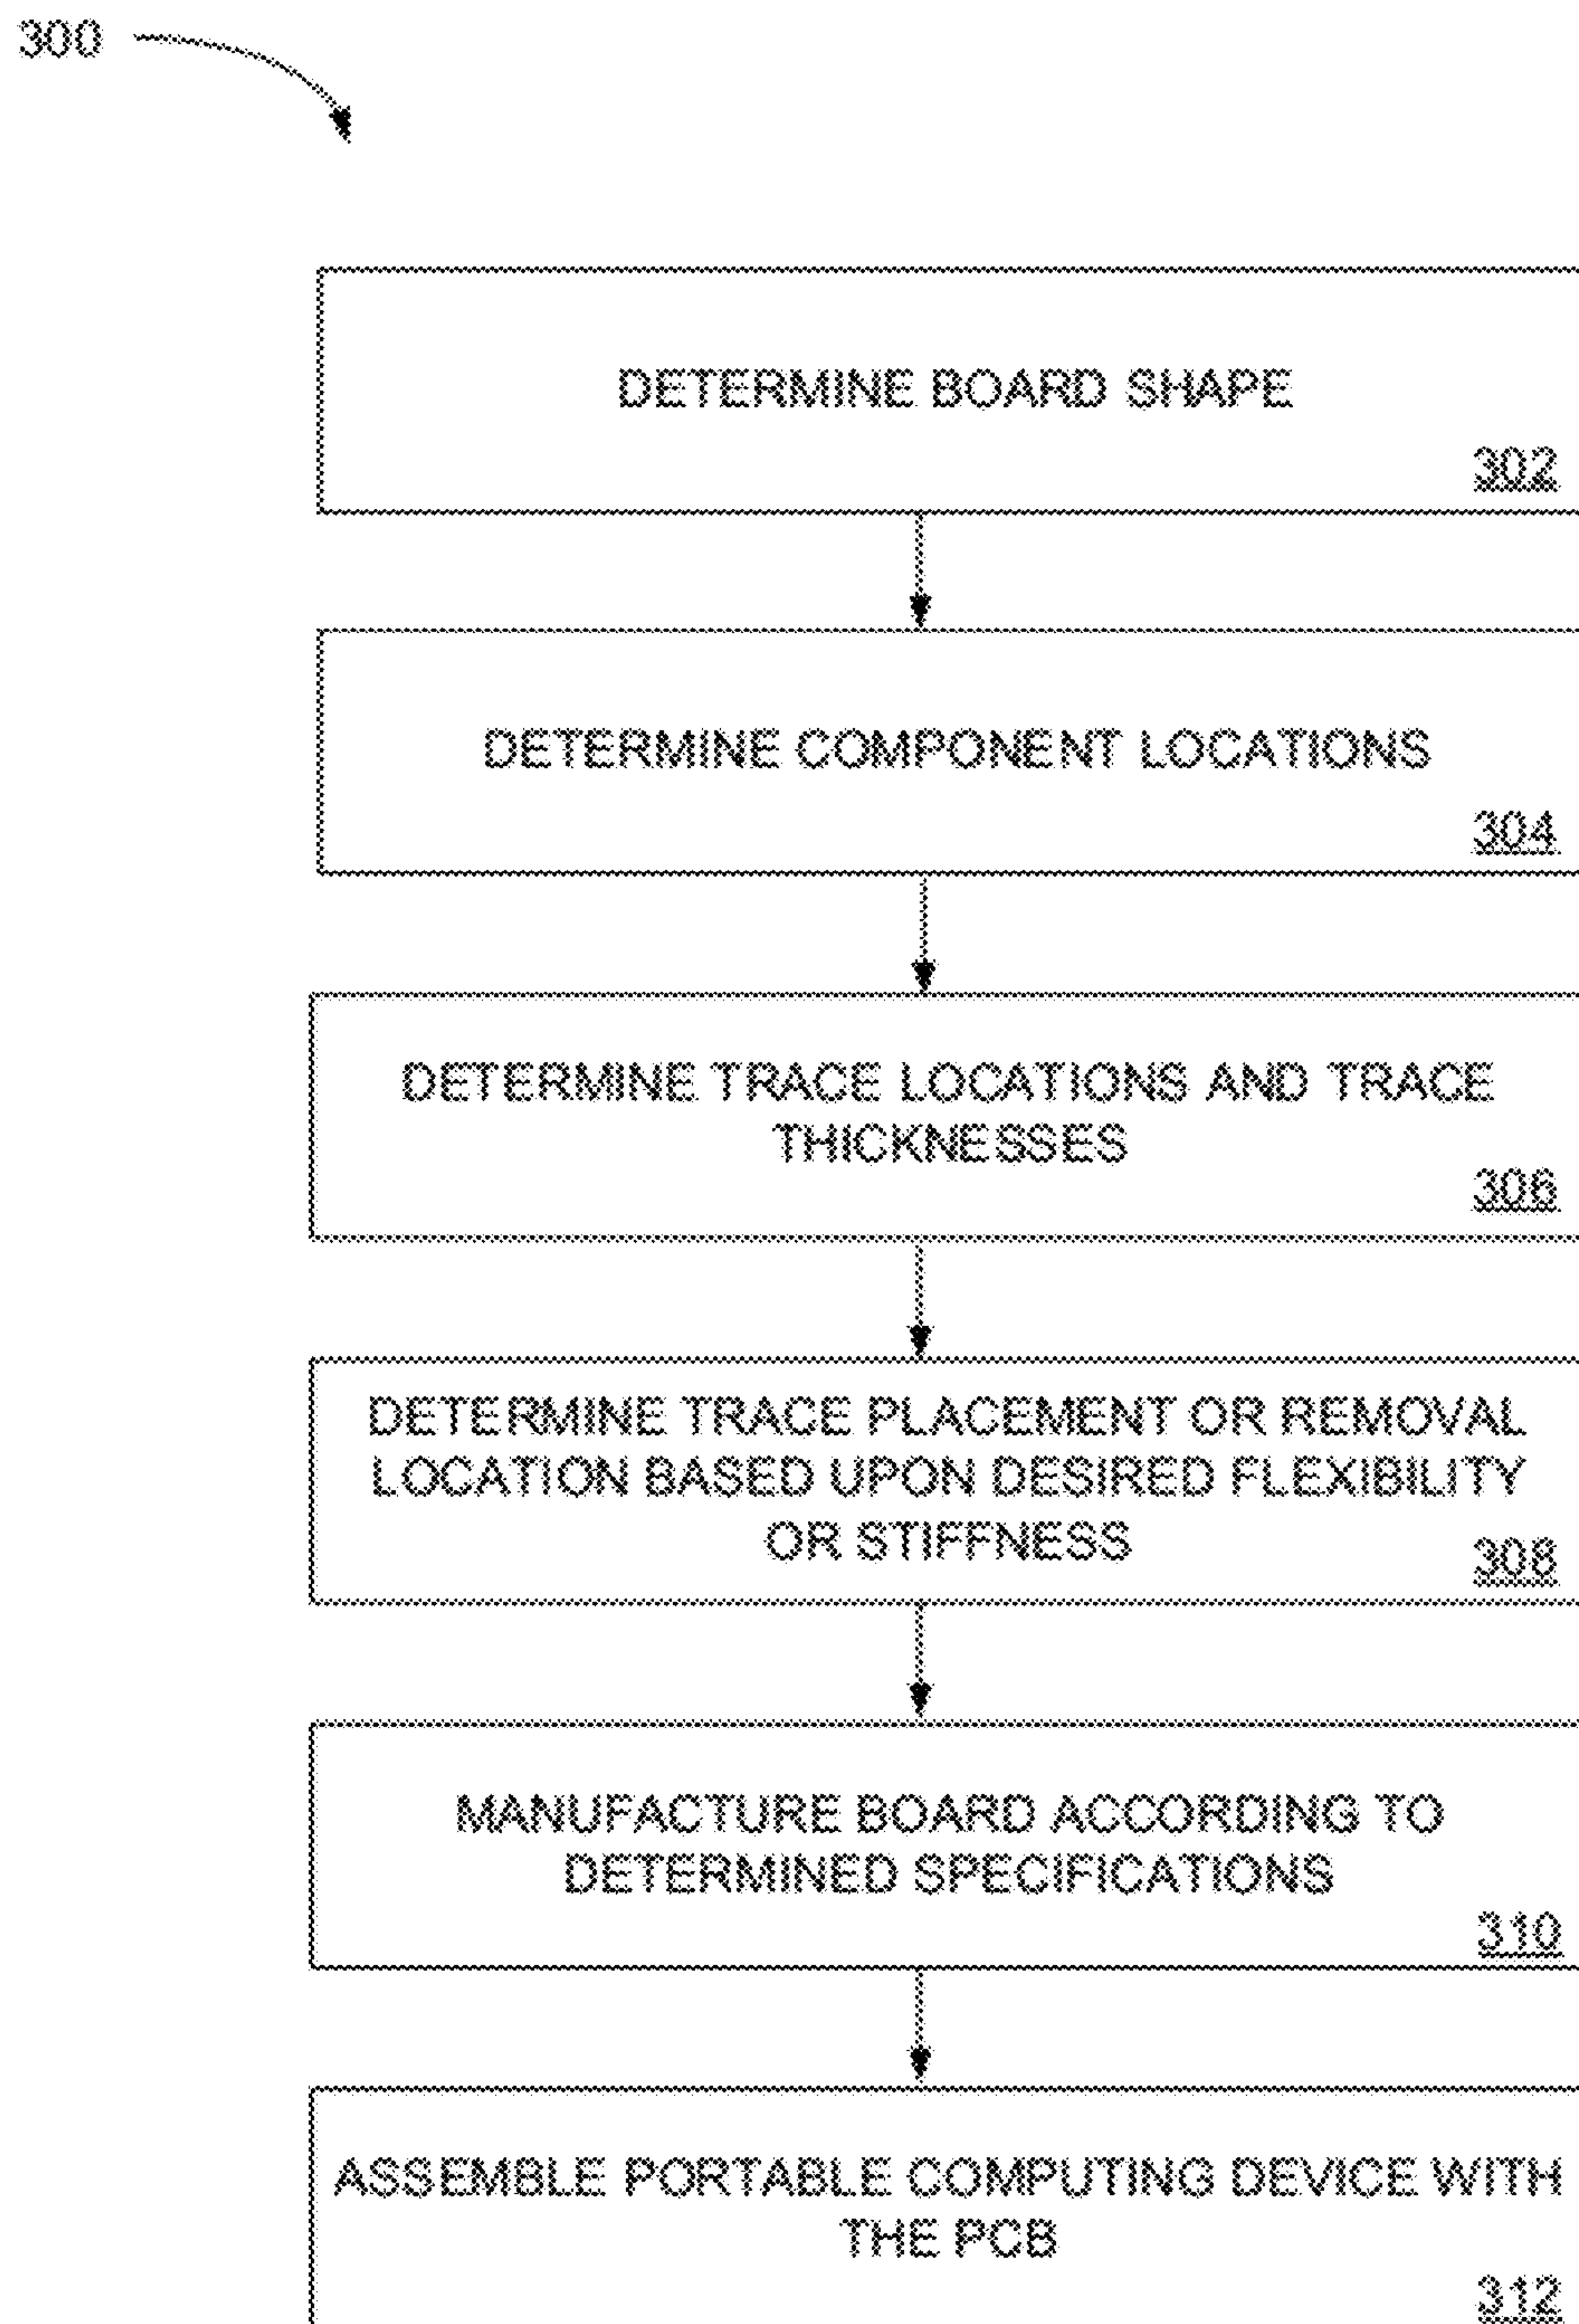 300
DETERMINE BOARD SHAPE
302
DETERMINE COMPONENT LOCATIONS
304
DETERMINE TRACE LOCATIONS AND TRACE
THICKNESSES
306
DETERMINE TRACE PLACEMENT OR REMOVAL
LOCATION BASED UPON DESIRED FLEXIBILITY
OR STIFFNESS
308
MANUFACTURE BOARD ACCORDING TO
DETERMINED SPECIFICATIONS
310
ASSEMBLE PORTABLE COMPUTING DEVICE WITH
THE PCB
312